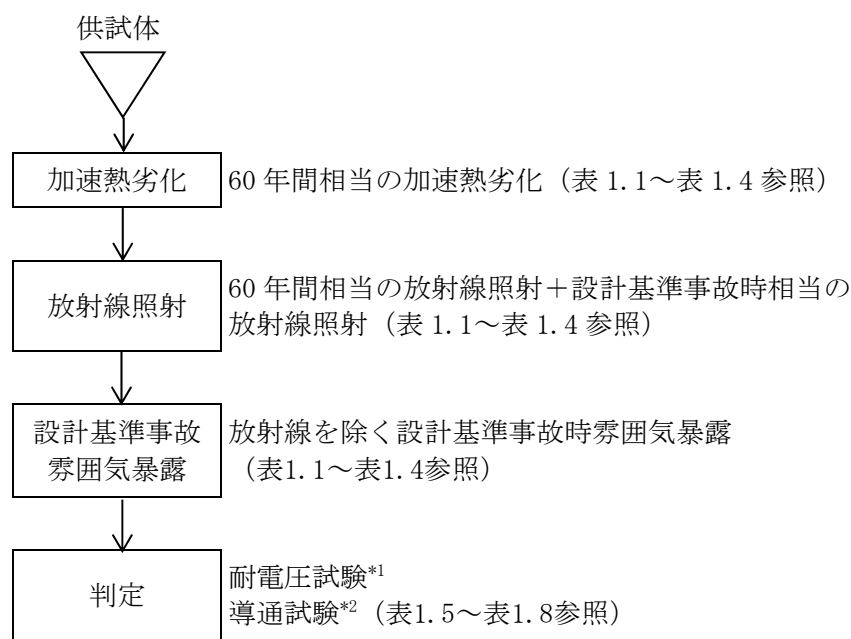 供試体
加速熱劣化
60 年間相当の加速熱劣化（表 1.1～表 1.4 参照）
放射線照射
60 年間相当の放射線照射＋設計基準事故時相当の
放射線照射（表 1.1～表 1.4 参照）
設計基準事故
雰囲気暴露
放射線を除く設計基準事故時雰囲気暴露
（表1.1～表1.4参照）
判定
耐電圧試験*1
導通試験*2（表1.5～表1.8参照）